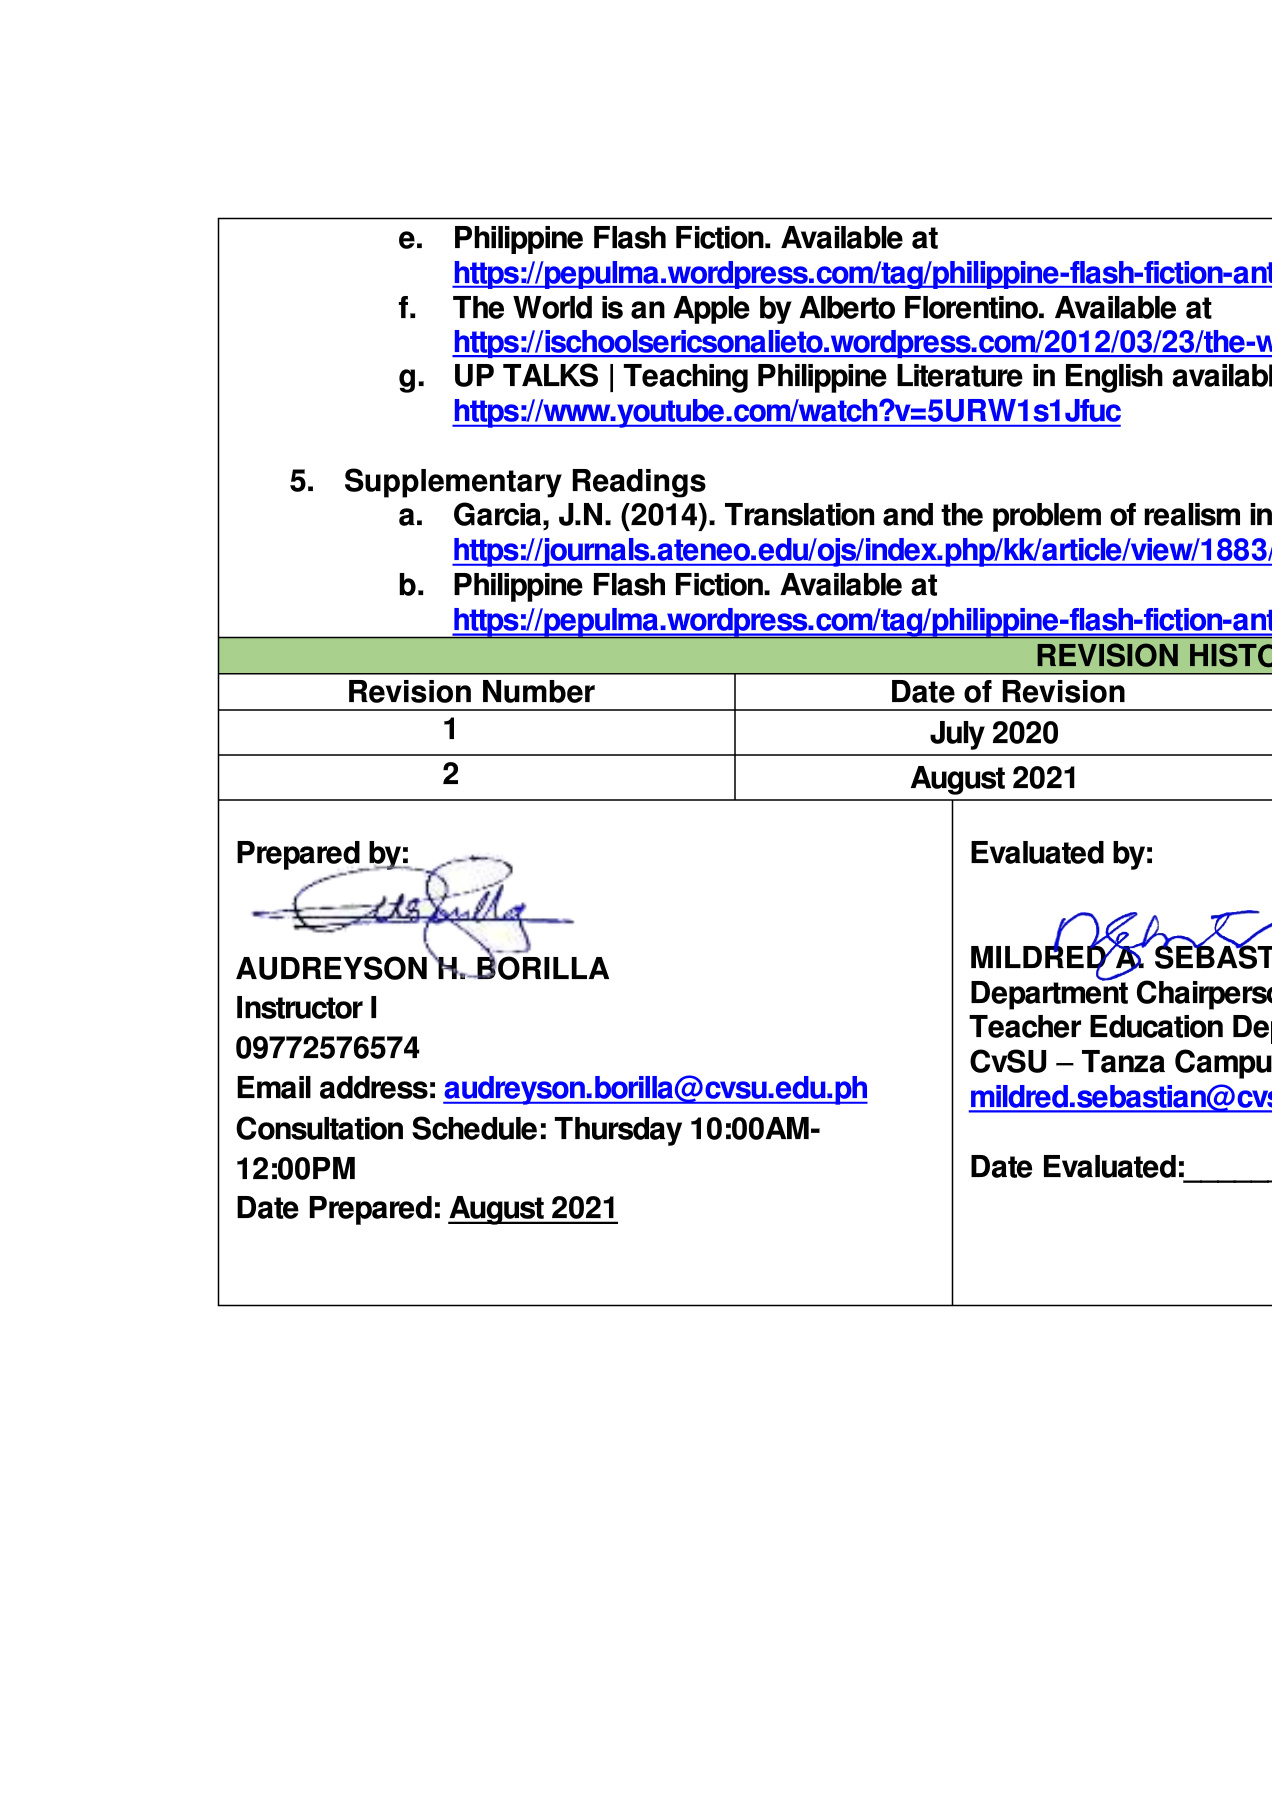 e. Philippine Flash Fiction. Available at
https://pepulma.wordpress.com/tag/philippine-flash-fiction-ant
f. The World is an Apple by Alberto Florentino. Available at
https://ischoolsericsonalieto.wordpress.com/2012/03/23/the-w
g. UP TALKS | Teaching Philippine Literature in English availabl
https://www.youtube.com/watch?v=5URW1s1Jfuc
5. Supplementary Readings
a. Garcia, J.N. (2014). Translation and the problem of realism in
https://journals.ateneo.edu/ojs/index.php/kk/article/view/1883/
b. Philippine Flash Fiction. Available at
https://pepulma.wordpress.com/tag/philippine-flash-fiction-ant
REVISION HISTO
Revision Number Date of Revision
1 July 2020
2 August 2021
Prepared by:
AUDREYSON H. BORILLA
Instructor I
09772576574
Email address: audreyson.borilla@cvsu.edu.ph
Consultation Schedule: Thursday 10:00AM-
12:00PM
Date Prepared: August 2021
Evaluated by:
MILDRED A. SEBAST
Department Chairperso
Teacher Education Dep
CvSU – Tanza Campu
mildred.sebastian@cvs
Date Evaluated:______